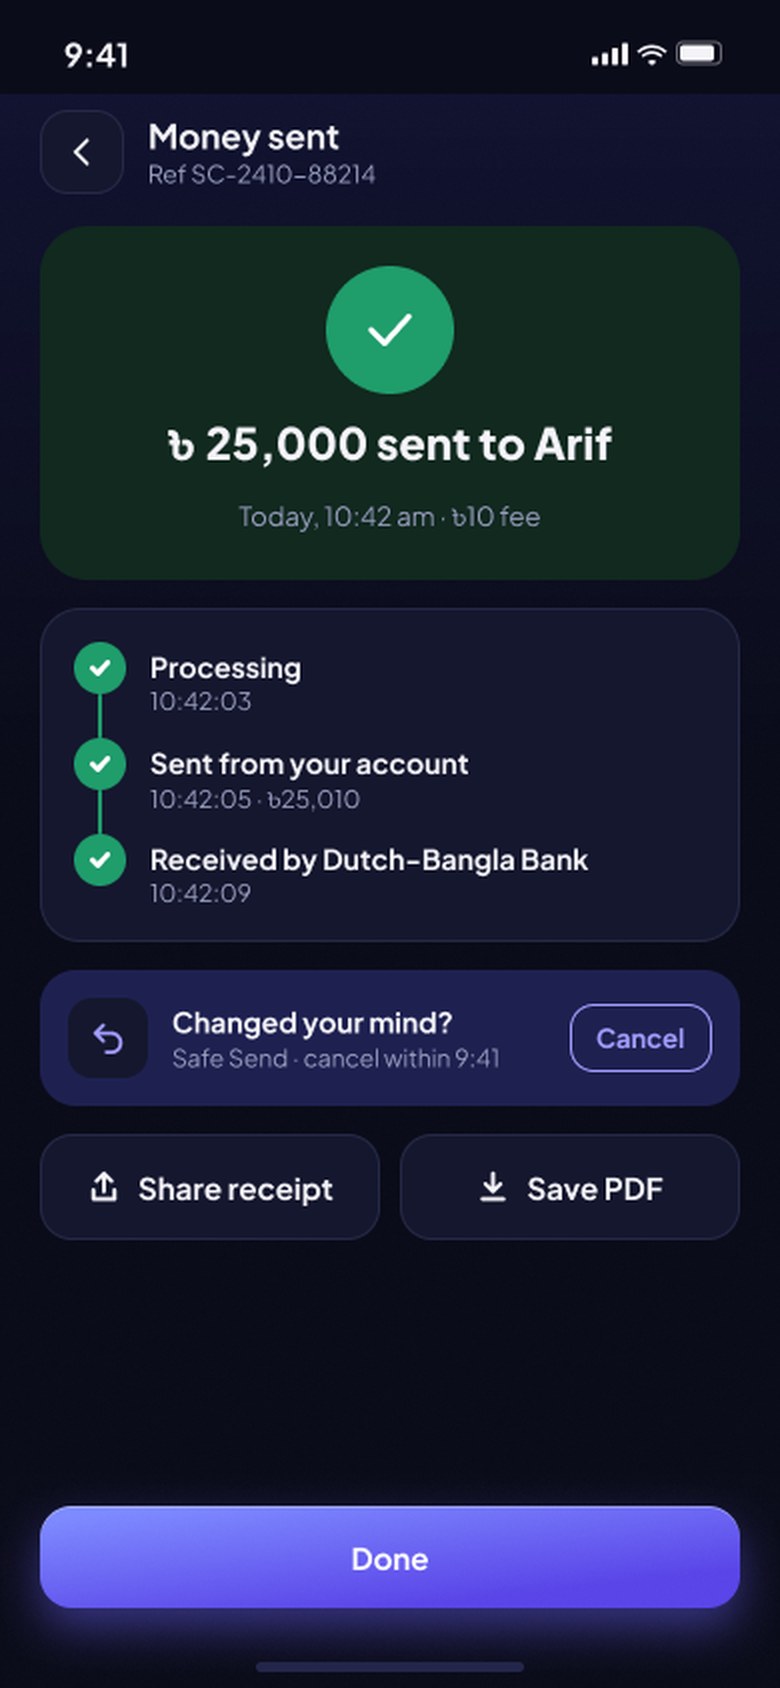 9:41
Money sent
Ref SC-2410-88214
৳ 25,000 sent to Arif
Today, 10:42 am · ৳10 fee
Processing
10:42:03
Sent from your account
10:42:05 · ৳25,010
Received by Dutch-Bangla Bank
10:42:09
Changed your mind?
Safe Send · cancel within 9:41
Cancel
Share receipt
Save PDF
Done